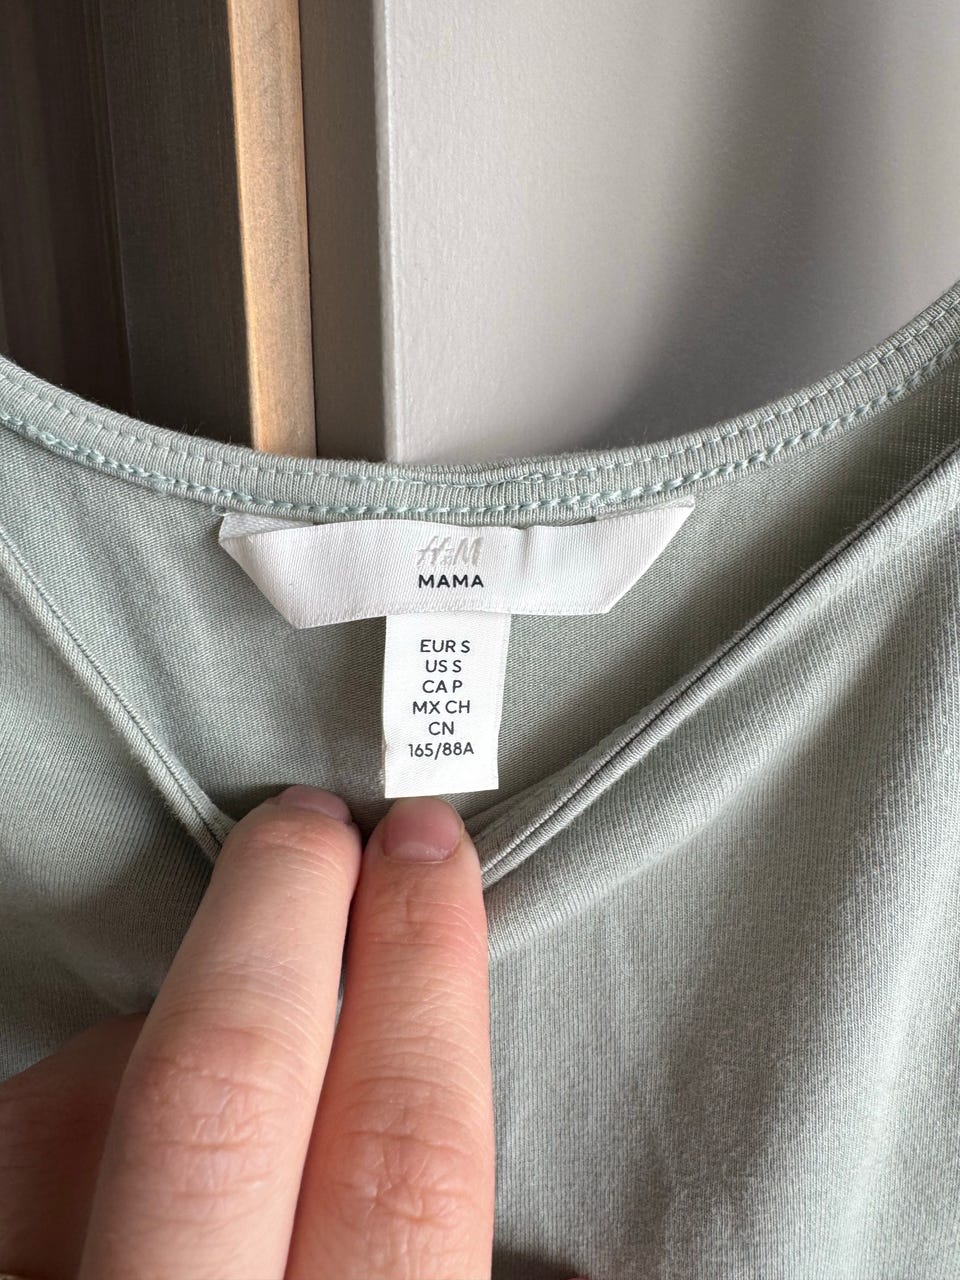 H&M
MAMA
EUR S
US S
CA P
MX CH
CN
165/88A